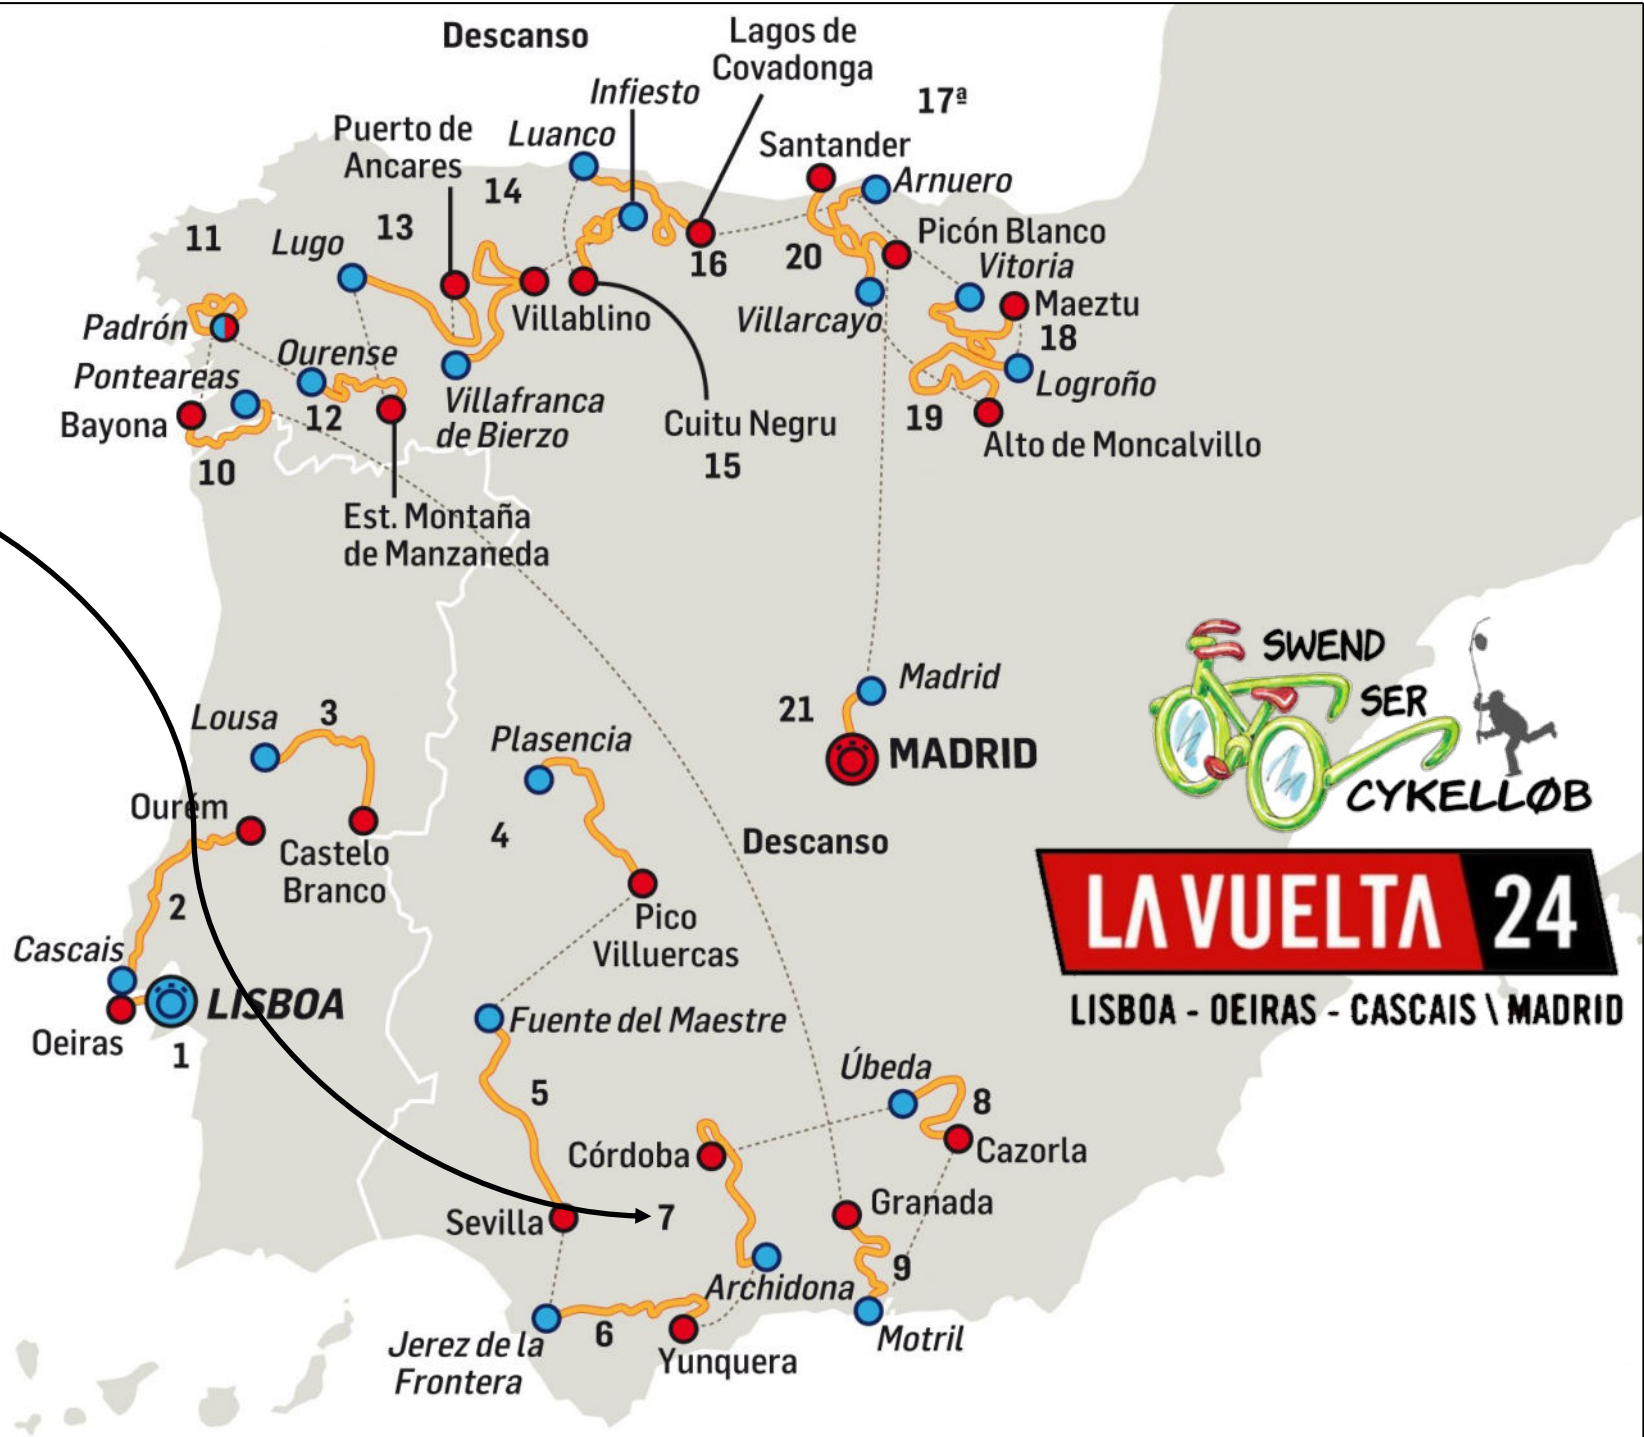 Descanso
Lagos de
Covadonga
Infiesto
17ª
Puerto de
Ancares
Luanco
Santander
Arnuero
14
13
11
Lugo
Picón Blanco
20
16
Vitoria
Maeztu
Villablino
Villarcayo
Padrón
18
Ourense
Ponteareas
Logroño
Bayona
12
Villafranca
de Bierzo
Cuitu Negru
15
19
Alto de Moncalvillo
10
Est. Montaña
de Manzaneda
SWEND
SER
CYKELLØB
Madrid
21
MADRID
Lousa
3
Plasencia
Ourém
4
Descanso
Castelo
Branco
2
Pico
Villuercas
LA VUELTA 24
LISBOA - OEIRAS - CASCAIS \ MADRID
Cascais
LISBOA
Oeiras
1
Fuente del Maestre
5
Úbeda
8
Córdoba
Cazorla
Granada
Sevilla
7
9
Archidona
Jerez de la
Frontera
6
Yunquera
Motril